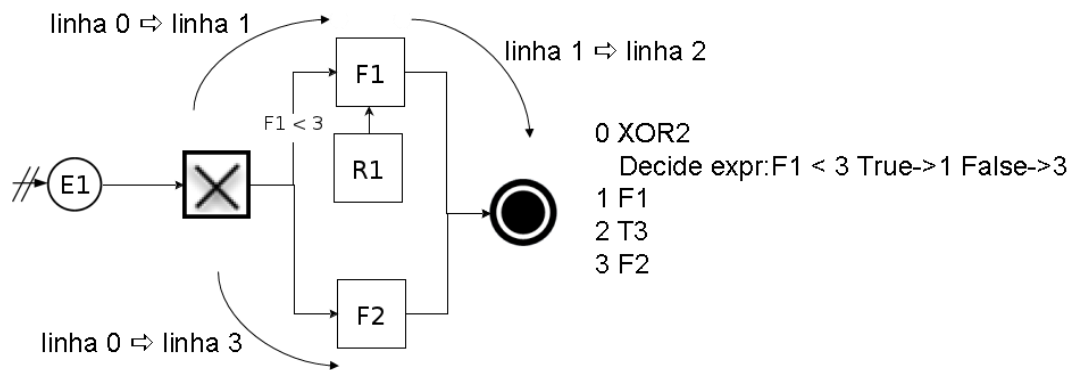 linha 0 ⇨ linha 1
F1
linha 1 ⇨ linha 2
F1 < 3
R1
E1
F2
linha 0 ⇨ linha 3
0 XOR2
Decide expr:F1 < 3 True->1 False->3
1 F1
2 T3
3 F2